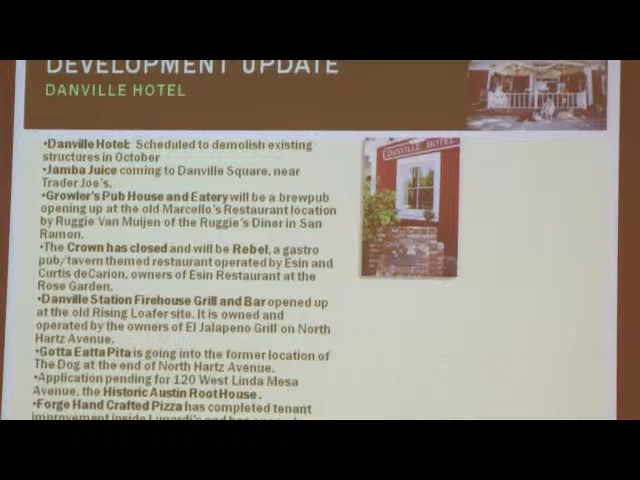 DEVELOPMENT UPDATE
DANVILLE HOTEL
•Danville Hotel: Scheduled to demolish existing
structures in October
•Jamba Juice coming to Danville Square, near
Trader Joe's.
•Growler's Pub House and Eatery will be a brewpub
opening up at the old Marcello's Restaurant location
by Ruggie Van Muijen of the Ruggie's Diner in San
Ramon.
•The Crown has closed and will be Rebel, a gastro
pub/tavern themed restaurant operated by Esin and
Curtis deCarion, owners of Esin Restaurant at the
Rose Garden.
•Danville Station Firehouse Grill and Bar opened up
at the old Rising Loafer site. It is owned and
operated by the owners of El Jalapeno Grill on North
Hartz Avenue.
•Gotta Eatta Pita is going into the former location of
The Dog at the end of North Hartz Avenue.
•Application pending for 120 West Linda Mesa
Avenue, the Historic Austin Root House.
•Forge Hand Crafted Pizza has completed tenant
improvement inside Lunardi's and has
DANVILLE HOTEL